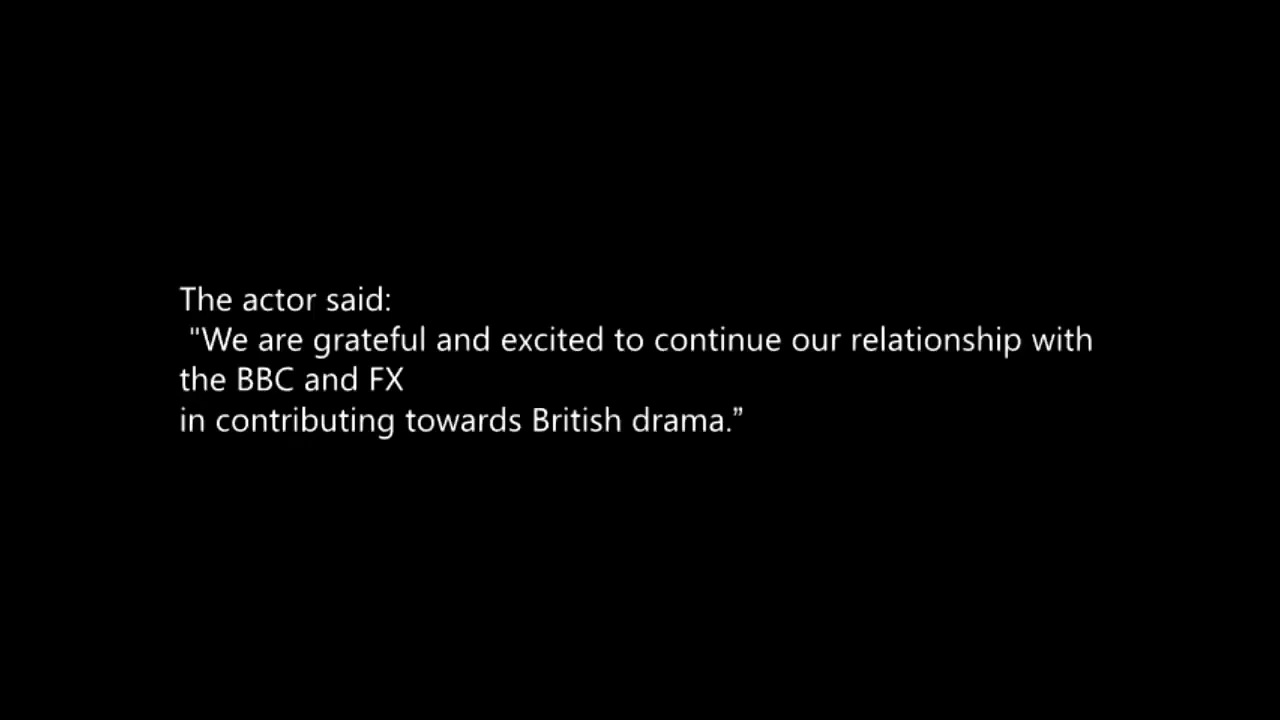 The actor said:
"We are grateful and excited to continue our relationship with
the BBC and FX
in contributing towards British drama.”